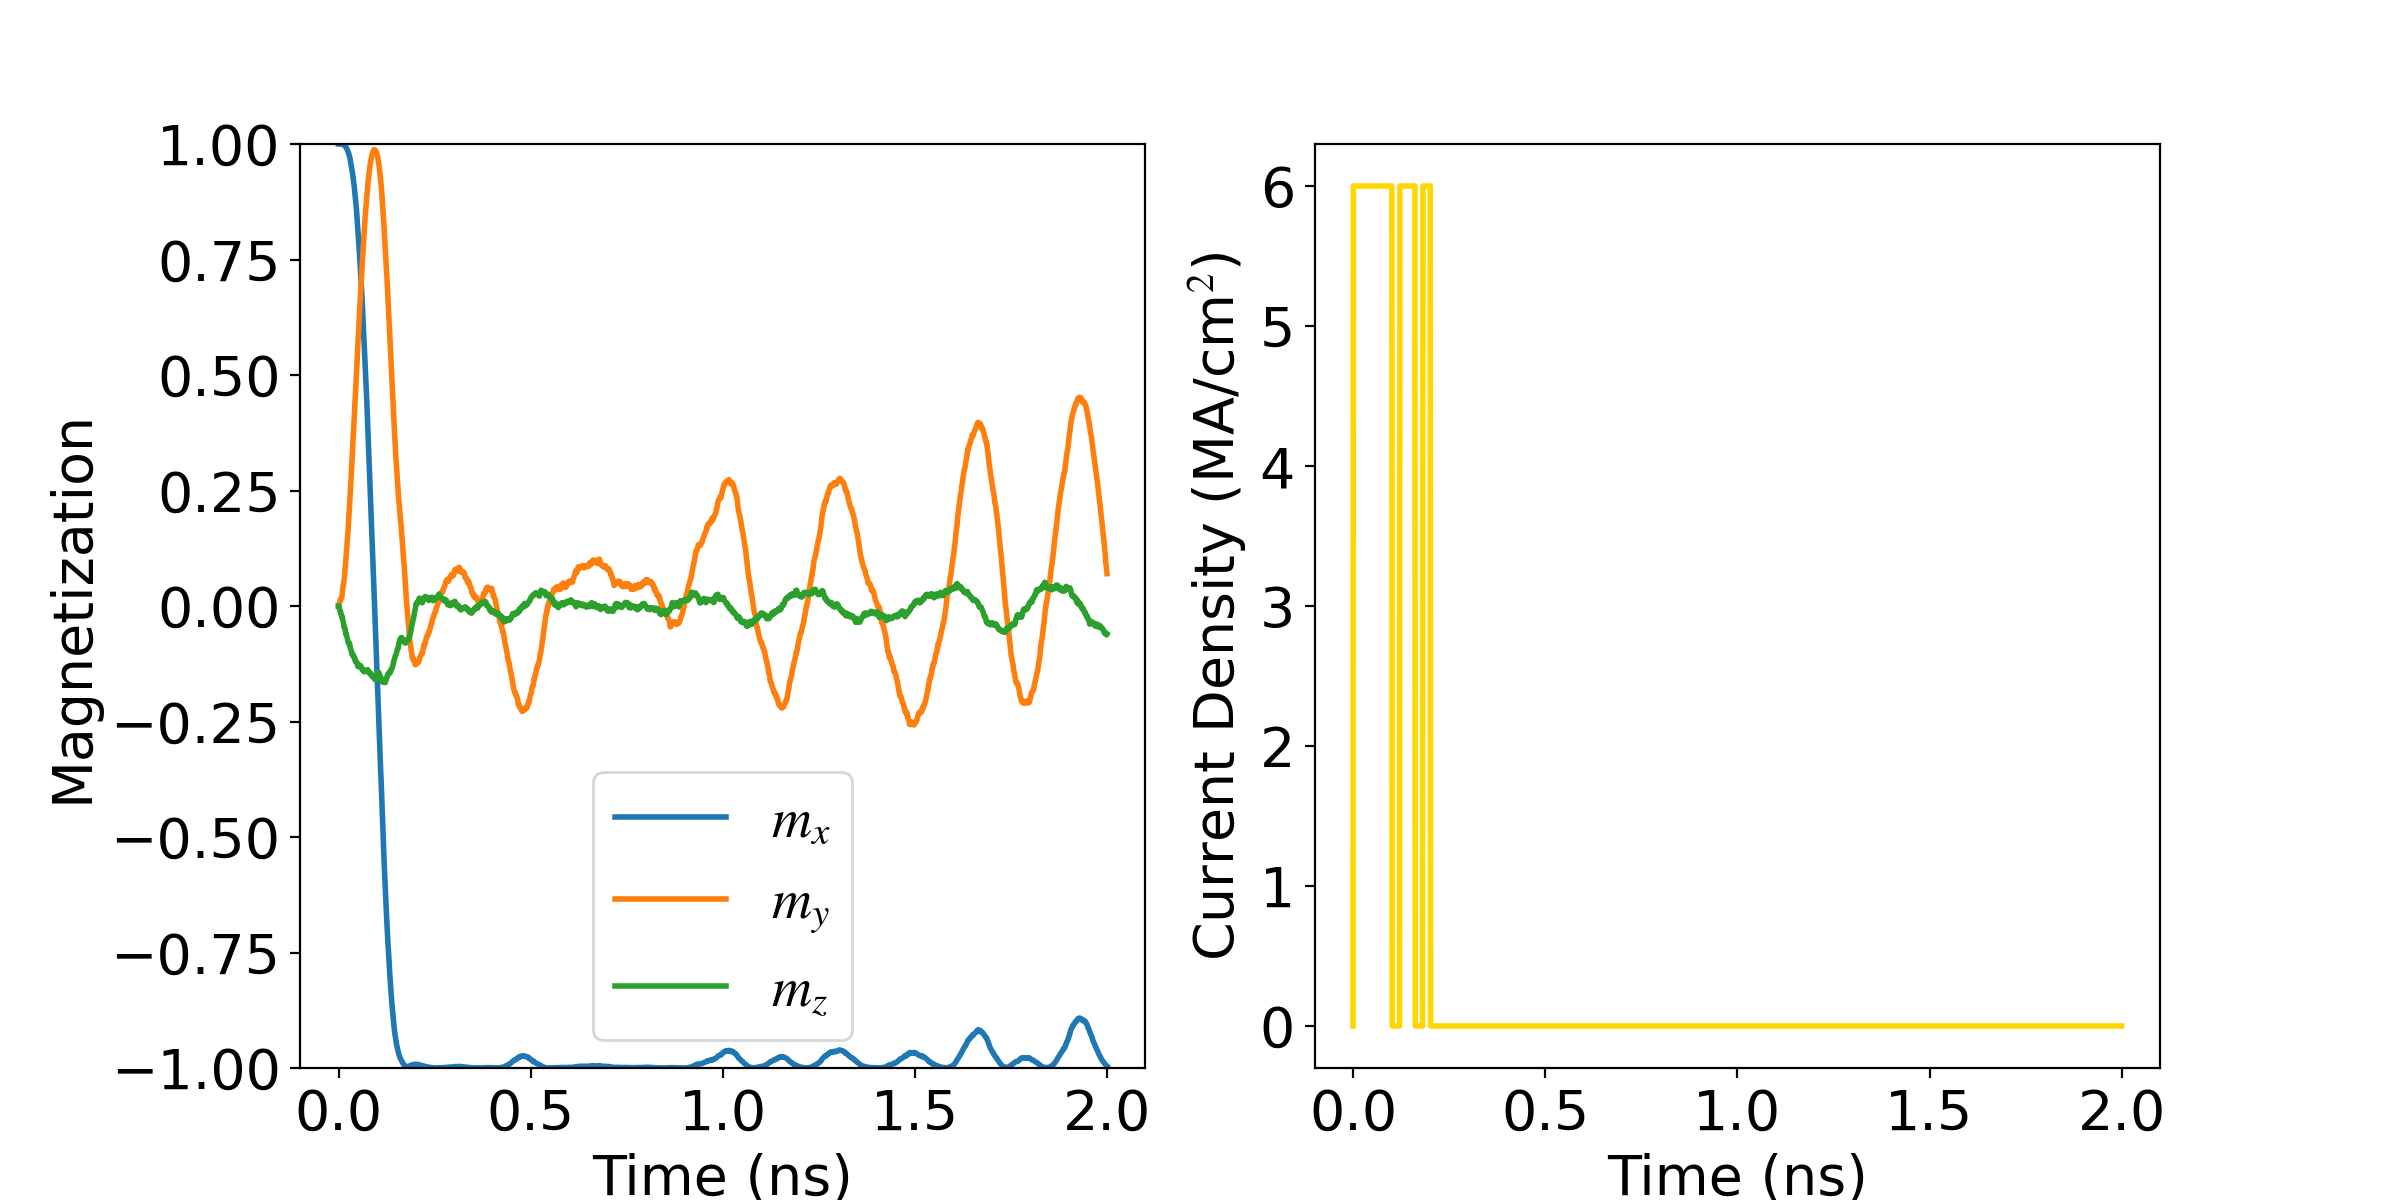 Magnetization
1.00
0.75
0.50
0.25
0.00
−0.25
−0.50
−0.75
−1.00
0.0 0.5 1.0 1.5 2.0
Time (ns)
m_x
m_y
m_z
Current Density (MA/cm²)
6
5
4
3
2
1
0
0.0 0.5 1.0 1.5 2.0
Time (ns)